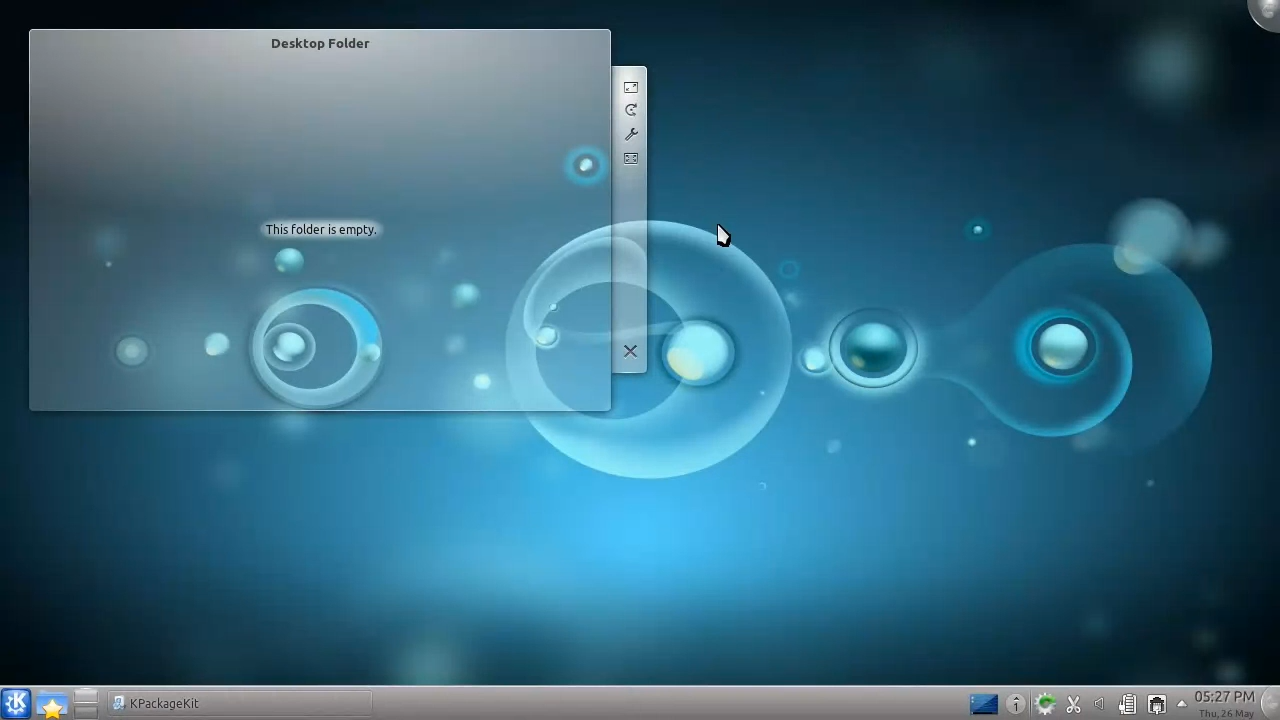 Desktop Folder
This folder is empty.
KPackageKit
05:27 PM
Thu, 26 May